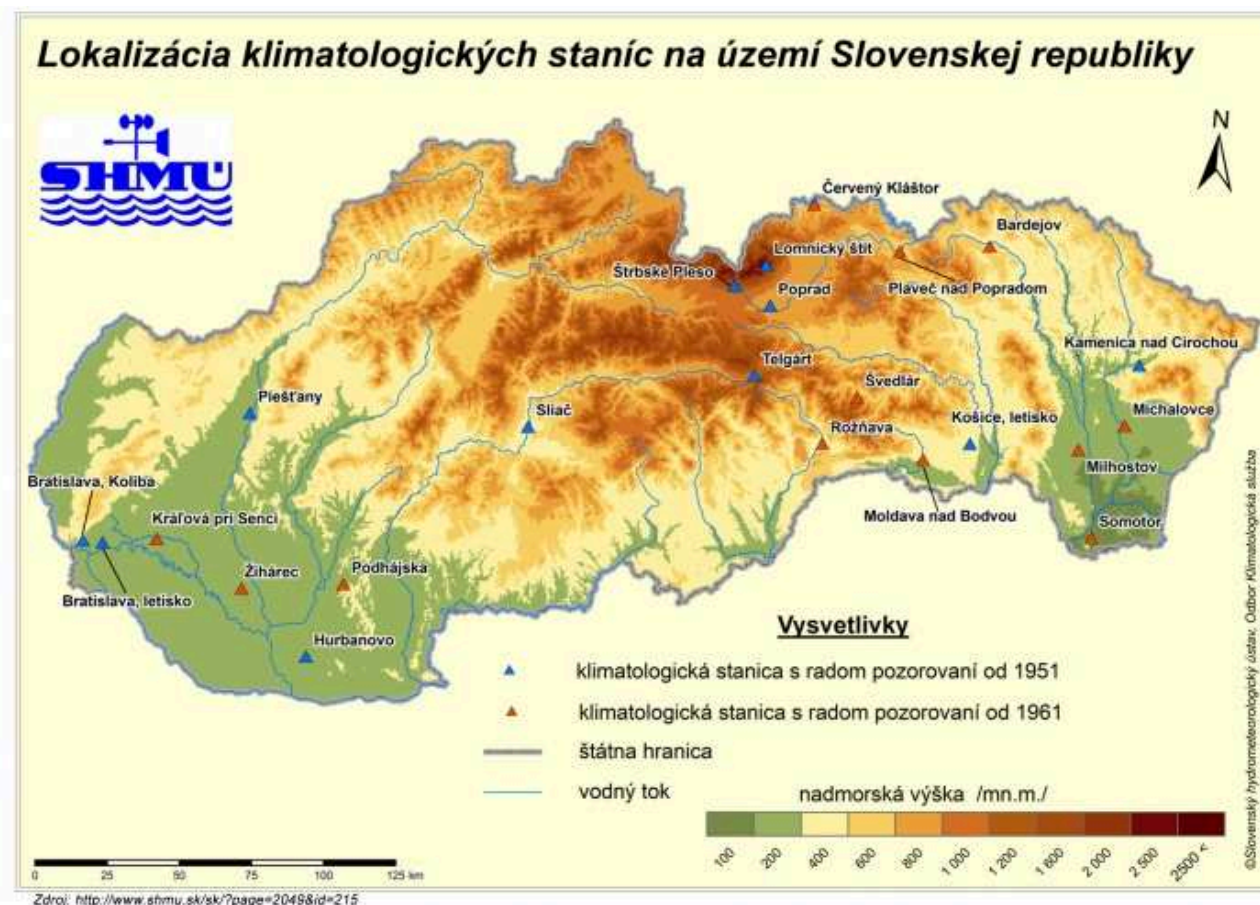 Lokalizácia klimatologických staníc na území Slovenskej republiky
SHMÚ
N
Červený Kláštor
Bardejov
Lomnický štít
Štrbské Pleso
Plaveč nad Popradom
Poprad
Kamenica nad Cirochou
Telgárt
Švedlár
Piešťany
Sliač
Michalovce
Košice, letisko
Rožňava
Milhostov
Bratislava, Koliba
Kráľová pri Senci
Moldava nad Bodvou
Somotor
Žihárec
Podhájska
Bratislava, letisko
Hurbanovo
Vysvetlivky
klimatologická stanica s radom pozorovaní od 1951
klimatologická stanica s radom pozorovaní od 1961
štátna hranica
vodný tok
nadmorská výška /mn.m./
100 200 400 600 800 1 000 1 200 1 600 2 000 2 500 2500 <
0 25 50 75 100 125 km
©Slovenský hydrometeorologický ústav, Odbor Klimatologická služba
Zdroj: http://www.shmu.sk/sk/?page=2049&id=215